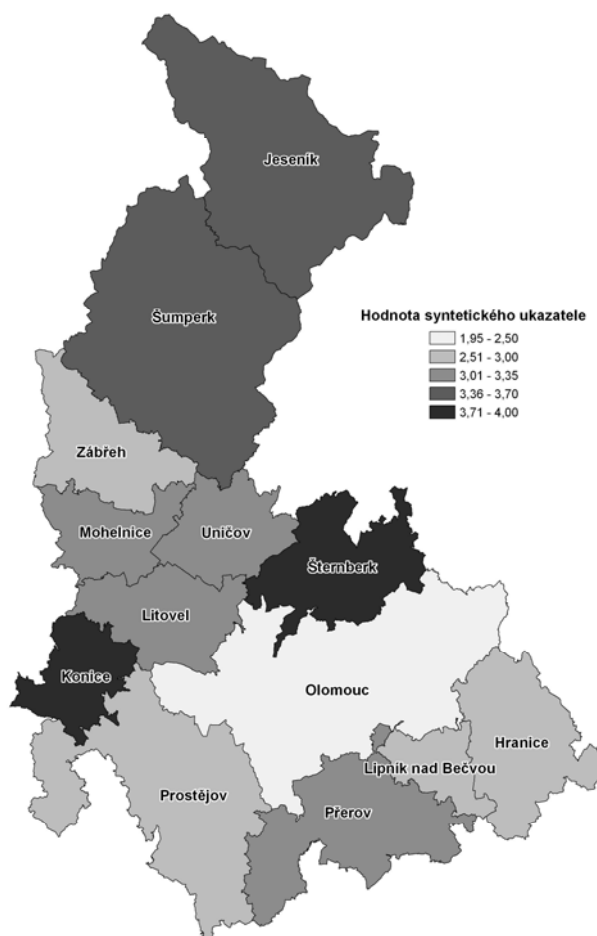 Jeseník
Šumperk
Hodnota syntetického ukazatele
1,95 - 2,50
2,51 - 3,00
3,01 - 3,35
3,36 - 3,70
3,71 - 4,00
Zábřeh
Mohelnice
Uničov
Šternberk
Litovel
Konice
Olomouc
Hranice
Lipník nad Bečvou
Prostějov
Přerov